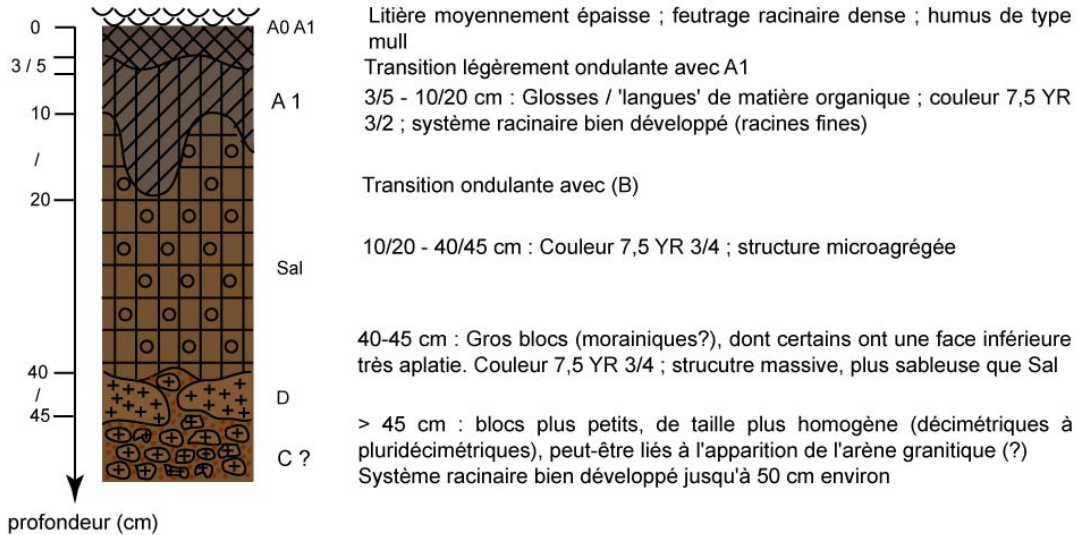 0
3 / 5
10
/
20
40
/
45
profondeur (cm)
A0 A1
A 1
Sal
D
C ?
Litière moyennement épaisse ; feutrage racinaire dense ; humus de type
mull
Transition légèrement ondulante avec A1
3/5 - 10/20 cm : Glosses / 'langues' de matière organique ; couleur 7,5 YR
3/2 ; système racinaire bien développé (racines fines)
Transition ondulante avec (B)
10/20 - 40/45 cm : Couleur 7,5 YR 3/4 ; structure microagrégée
40-45 cm : Gros blocs (morainiques?), dont certains ont une face inférieure
très aplatie. Couleur 7,5 YR 3/4 ; strucutre massive, plus sableuse que Sal
> 45 cm : blocs plus petits, de taille plus homogène (décimétriques à
pluridécimétriques), peut-être liés à l'apparition de l'arène granitique (?)
Système racinaire bien développé jusqu'à 50 cm environ